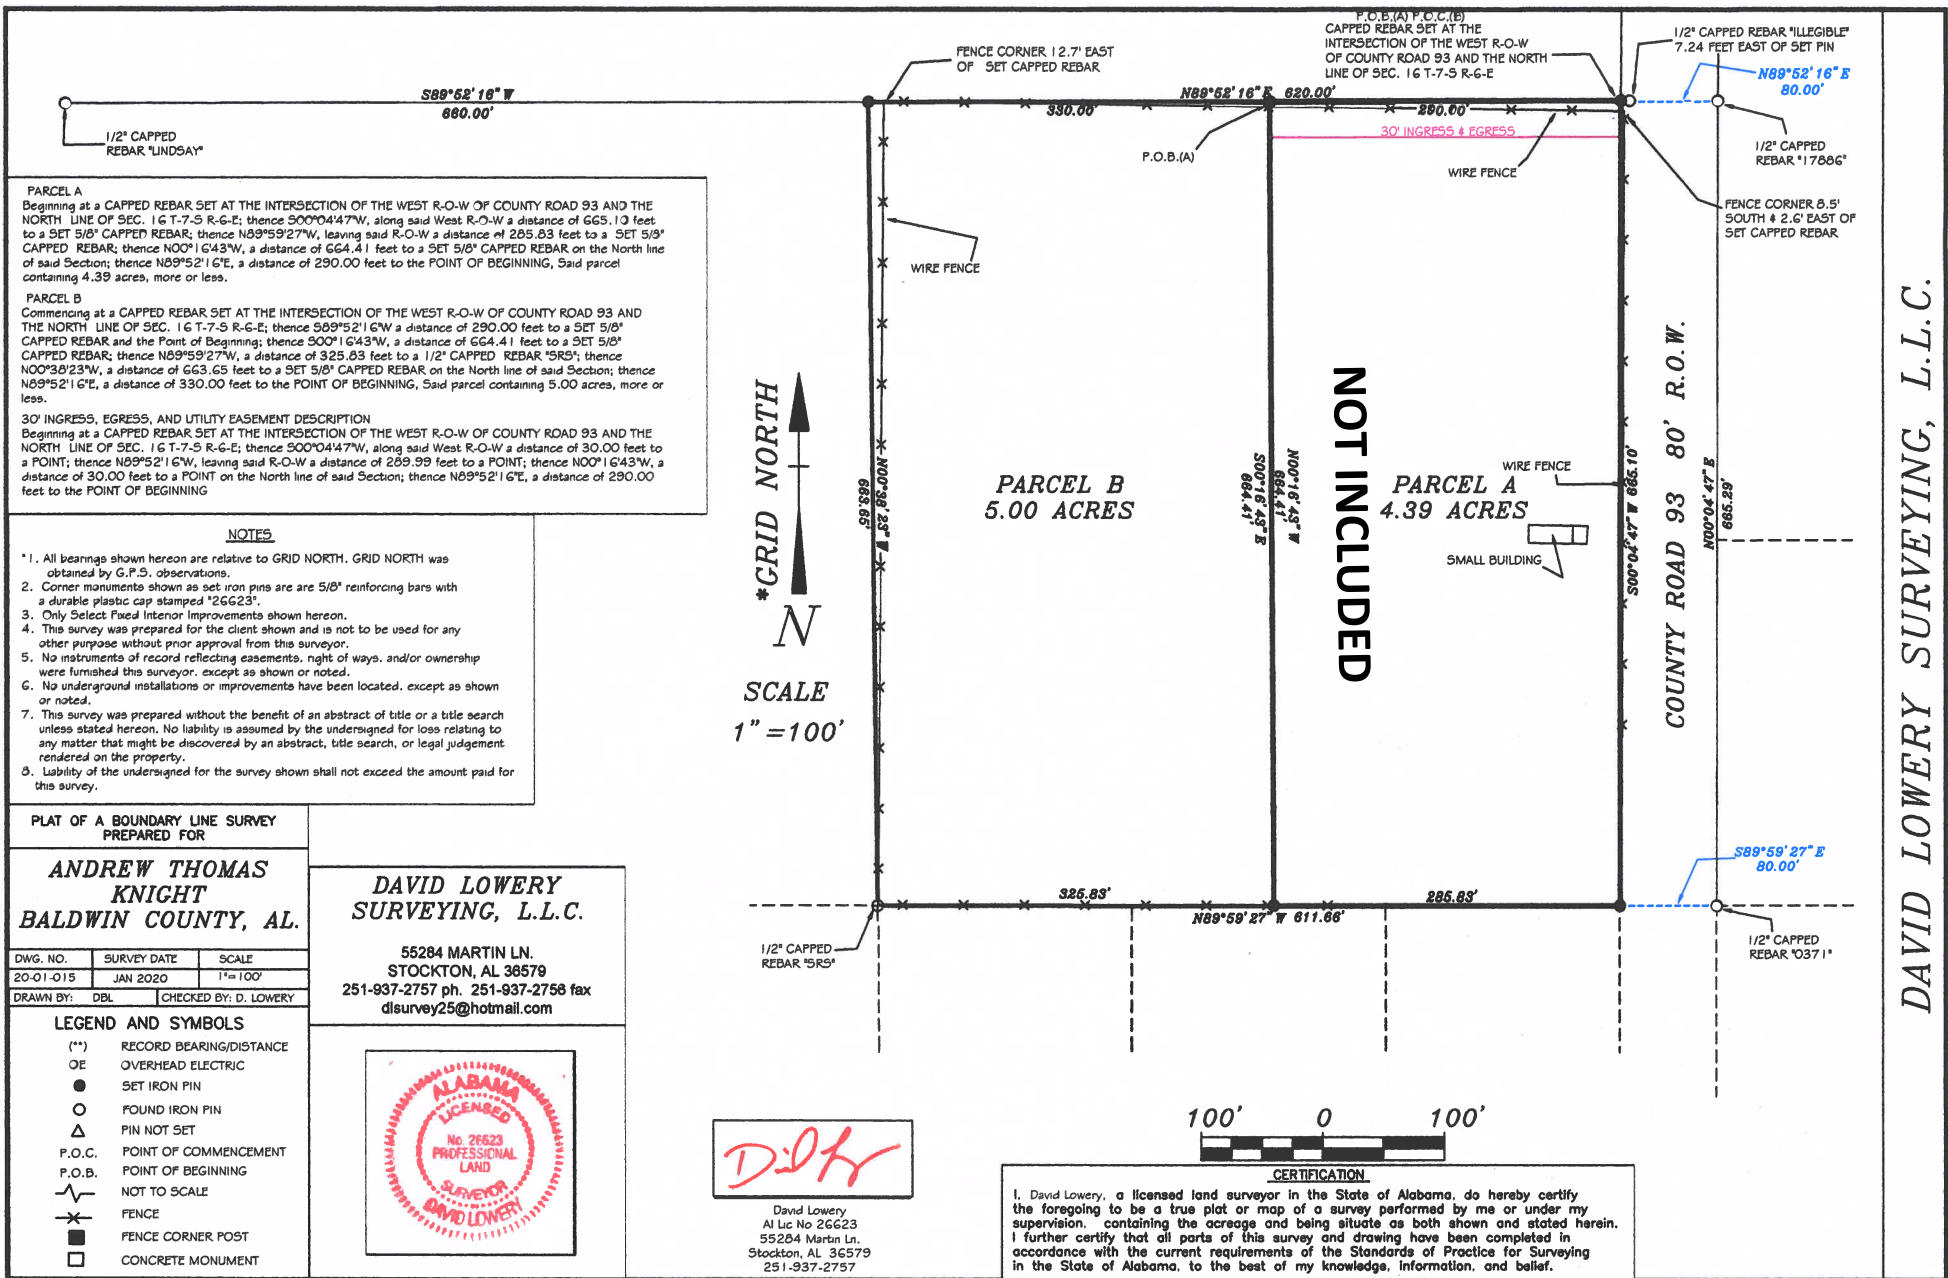 P.O.B.(A) P.O.C.(B)
CAPPED REBAR SET AT THE
INTERSECTION OF THE WEST R-O-W
OF COUNTY ROAD 93 AND THE NORTH
LINE OF SEC. 16 T-7-S R-6-E
1/2" CAPPED REBAR "ILLEGIBLE"
7.24 FEET EAST OF SET PIN
N89°52'16"E
80.00'
FENCE CORNER 12.7' EAST
OF SET CAPPED REBAR
S89°52'16"W
660.00'
N89°52'16"E 620.00'
330.00'
290.00'
30' INGRESS & EGRESS
1/2" CAPPED
REBAR "LINDSAY"
P.O.B.(A)
WIRE FENCE
1/2" CAPPED
REBAR "17886"
FENCE CORNER 8.5'
SOUTH & 2.6' EAST OF
SET CAPPED REBAR
WIRE FENCE
PARCEL A
Beginning at a CAPPED REBAR SET AT THE INTERSECTION OF THE WEST R-O-W OF COUNTY ROAD 93 AND THE
NORTH LINE OF SEC. 16 T-7-S R-6-E; thence S00°04'47"W, along said West R-O-W a distance of 665.10 feet
to a SET 5/8" CAPPED REBAR; thence N89°59'27"W, leaving said R-O-W a distance of 285.83 feet to a SET 5/8"
CAPPED REBAR; thence N00°16'43"W, a distance of 664.41 feet to a SET 5/8" CAPPED REBAR on the North line
of said Section; thence N89°52'16"E, a distance of 290.00 feet to the POINT OF BEGINNING, Said parcel
containing 4.39 acres, more or less.
PARCEL B
Commencing at a CAPPED REBAR SET AT THE INTERSECTION OF THE WEST R-O-W OF COUNTY ROAD 93 AND
THE NORTH LINE OF SEC. 16 T-7-S R-6-E; thence S89°52'16"W a distance of 290.00 feet to a SET 5/8"
CAPPED REBAR and the Point of Beginning; thence S00°16'43"W, a distance of 664.41 feet to a SET 5/8"
CAPPED REBAR; thence N89°59'27"W, a distance of 325.83 feet to a 1/2" CAPPED REBAR "SRS"; thence
N00°38'23"W, a distance of 663.65 feet to a SET 5/8" CAPPED REBAR on the North line of said Section; thence
N89°52'16"E, a distance of 330.00 feet to the POINT OF BEGINNING, Said parcel containing 5.00 acres, more or
less.
30' INGRESS, EGRESS, AND UTILITY EASEMENT DESCRIPTION
Beginning at a CAPPED REBAR SET AT THE INTERSECTION OF THE WEST R-O-W OF COUNTY ROAD 93 AND THE
NORTH LINE OF SEC. 16 T-7-S R-6-E; thence S00°04'47"W, along said West R-O-W a distance of 30.00 feet to
a POINT; thence N89°52'16"W, leaving said R-O-W a distance of 289.99 feet to a POINT; thence N00°16'43"W, a
distance of 30.00 feet to a POINT on the North line of said Section; thence N89°52'16"E, a distance of 290.00
feet to the POINT OF BEGINNING
NOTES
*1. All bearings shown hereon are relative to GRID NORTH. GRID NORTH was
obtained by G.P.S. observations.
2. Corner monuments shown as set iron pins are are 5/8" reinforcing bars with
a durable plastic cap stamped "26623".
3. Only Select Fixed Interior Improvements shown hereon.
4. This survey was prepared for the client shown and is not to be used for any
other purpose without prior approval from this surveyor.
5. No instruments of record reflecting easements, right of ways, and/or ownership
were furnished this surveyor, except as shown or noted.
6. No underground installations or improvements have been located, except as shown
or noted.
7. This survey was prepared without the benefit of an abstract of title or a title search
unless stated hereon. No liability is assumed by the undersigned for loss relating to
any matter that might be discovered by an abstract, title search, or legal judgement
rendered on the property.
8. Liability of the undersigned for the survey shown shall not exceed the amount paid for
this survey.
*GRID NORTH
N
SCALE
1"=100'
N00°38'23"W
663.65'
PARCEL B
5.00 ACRES
N00°16'43"W
664.41'
S00°16'43"E
664.41'
NOT INCLUDED
PARCEL A
4.39 ACRES
WIRE FENCE
SMALL BUILDING
S00°04'47"W 665.10'
COUNTY ROAD 93 80' R.O.W.
N00°04'47"E
665.29'
DAVID LOWERY SURVEYING, L.L.C.
S89°59'27"E
80.00'
325.83'
N89°59'27"W 611.66'
285.83'
1/2" CAPPED
REBAR "SRS"
1/2" CAPPED
REBAR "0371"
PLAT OF A BOUNDARY LINE SURVEY
PREPARED FOR
ANDREW THOMAS
KNIGHT
BALDWIN COUNTY, AL.
DWG. NO. SURVEY DATE SCALE
20-01-015 JAN 2020 1"=100'
DRAWN BY: DBL CHECKED BY: D. LOWERY
LEGEND AND SYMBOLS
(**) RECORD BEARING/DISTANCE
OE OVERHEAD ELECTRIC
SET IRON PIN
FOUND IRON PIN
PIN NOT SET
P.O.C. POINT OF COMMENCEMENT
P.O.B. POINT OF BEGINNING
NOT TO SCALE
FENCE
FENCE CORNER POST
CONCRETE MONUMENT
DAVID LOWERY
SURVEYING, L.L.C.
55284 MARTIN LN.
STOCKTON, AL 36579
251-937-2757 ph. 251-937-2756 fax
dlsurvey25@hotmail.com
ALABAMA
LICENSED
No. 26623
PROFESSIONAL
LAND
SURVEYOR
DAVID LOWERY
David Lowery
Al Lic No 26623
55284 Martin Ln.
Stockton, AL 36579
251-937-2757
100' 0 100'
CERTIFICATION
I, David Lowery, a licensed land surveyor in the State of Alabama, do hereby certify
the foregoing to be a true plat or map of a survey performed by me or under my
supervision, containing the acreage and being situate as both shown and stated herein.
I further certify that all parts of this survey and drawing have been completed in
accordance with the current requirements of the Standards of Practice for Surveying
in the State of Alabama, to the best of my knowledge, information, and belief.